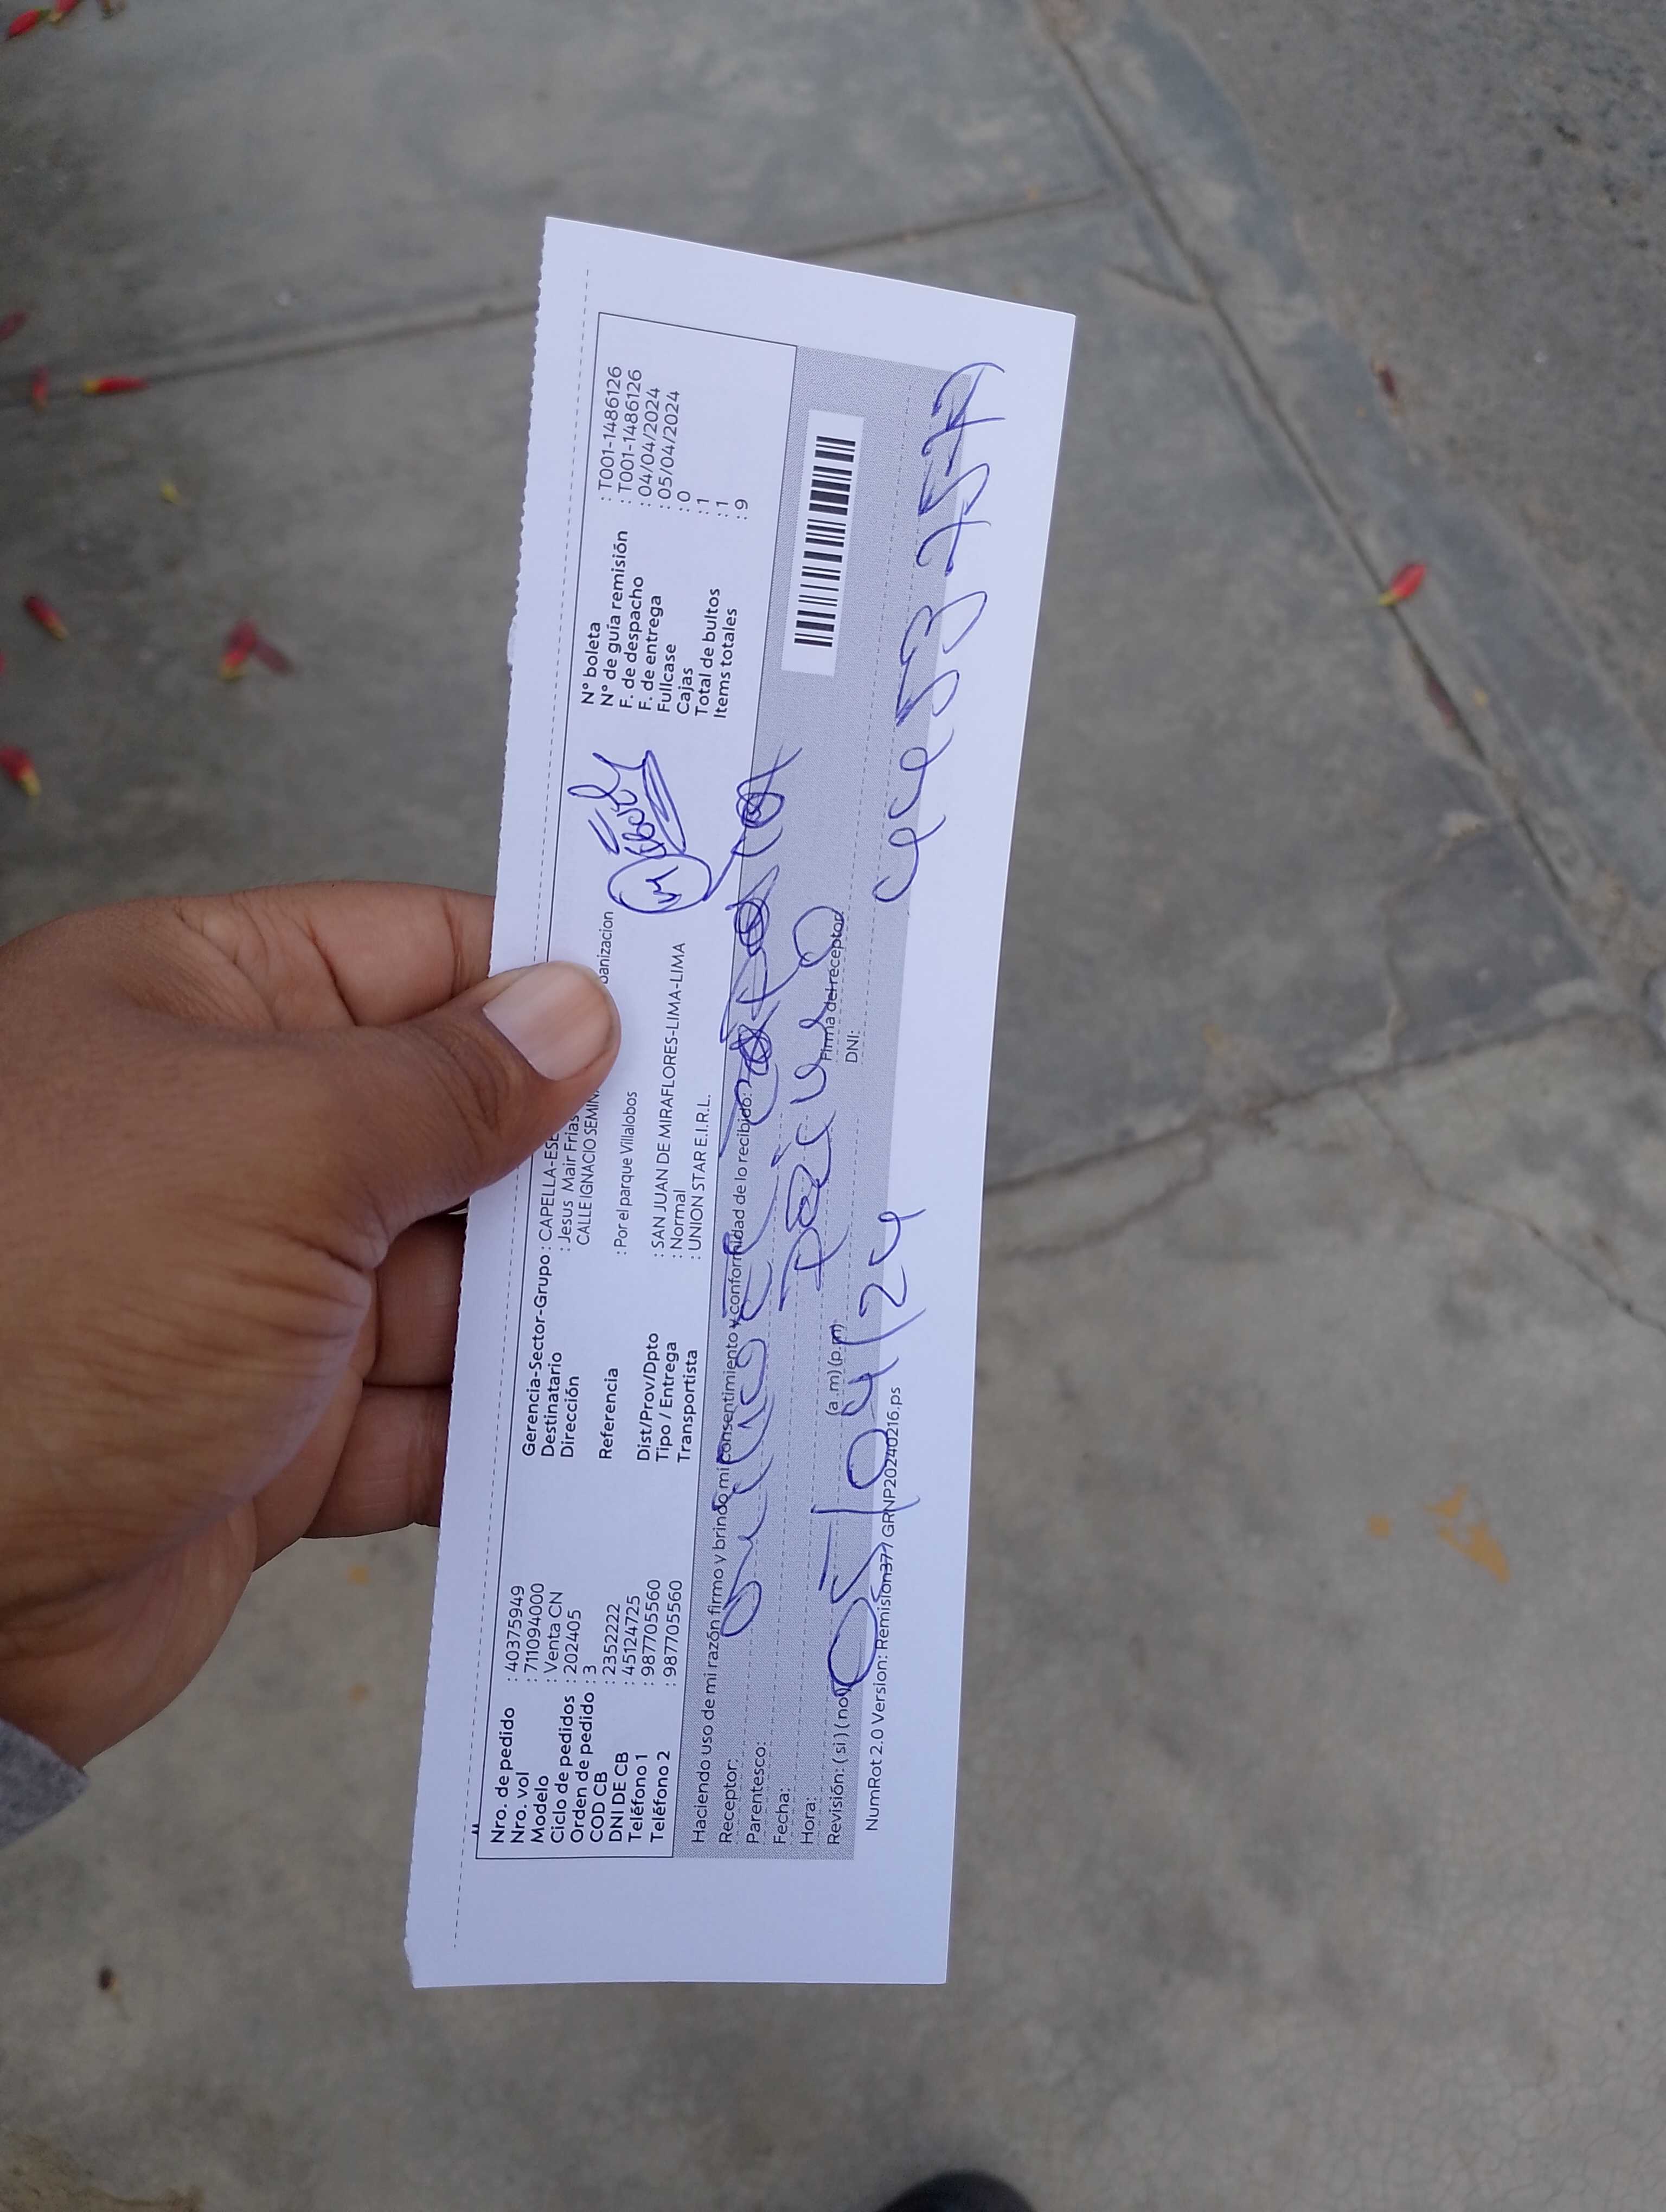 Nro. de pedido : 40375949
Nro. vol : 711094000
Modelo : Venta CN
Ciclo de pedidos : 202405
Orden de pedido : 3
COD CB : 2352222
DNI DE CB : 45124725
Teléfono 1 : 987705560
Teléfono 2 : 987705560
Gerencia-Sector-Grupo : CAPELLA-ESE
Destinatario : Jesus Mair Frias
Dirección CALLE IGNACIO SEMIN
banizacion
Referencia : Por el parque Villalobos
Dist/Prov/Dpto : SAN JUAN DE MIRAFLORES-LIMA-LIMA
Tipo / Entrega : Normal
Transportista : UNION STAR E.I.R.L.
N° boleta : T001-1486126
N° de guía remisión : T001-1486126
F. de despacho : 04/04/2024
F. de entrega : 05/04/2024
Fullcase : 0
Cajas : 1
Total de bultos : 1
Items totales : 9
Haciendo uso de mi razón firmo y brindo mi consentimiento y conformidad de lo recibido:
Receptor:
Parentesco:
Fecha:
Hora: (a.m)(p.m) Firma del receptor
Revisión: ( si ) ( no ) DNI:
05/04/24
NumRot 2.0 Version: Remision371 GRNP20240216.ps